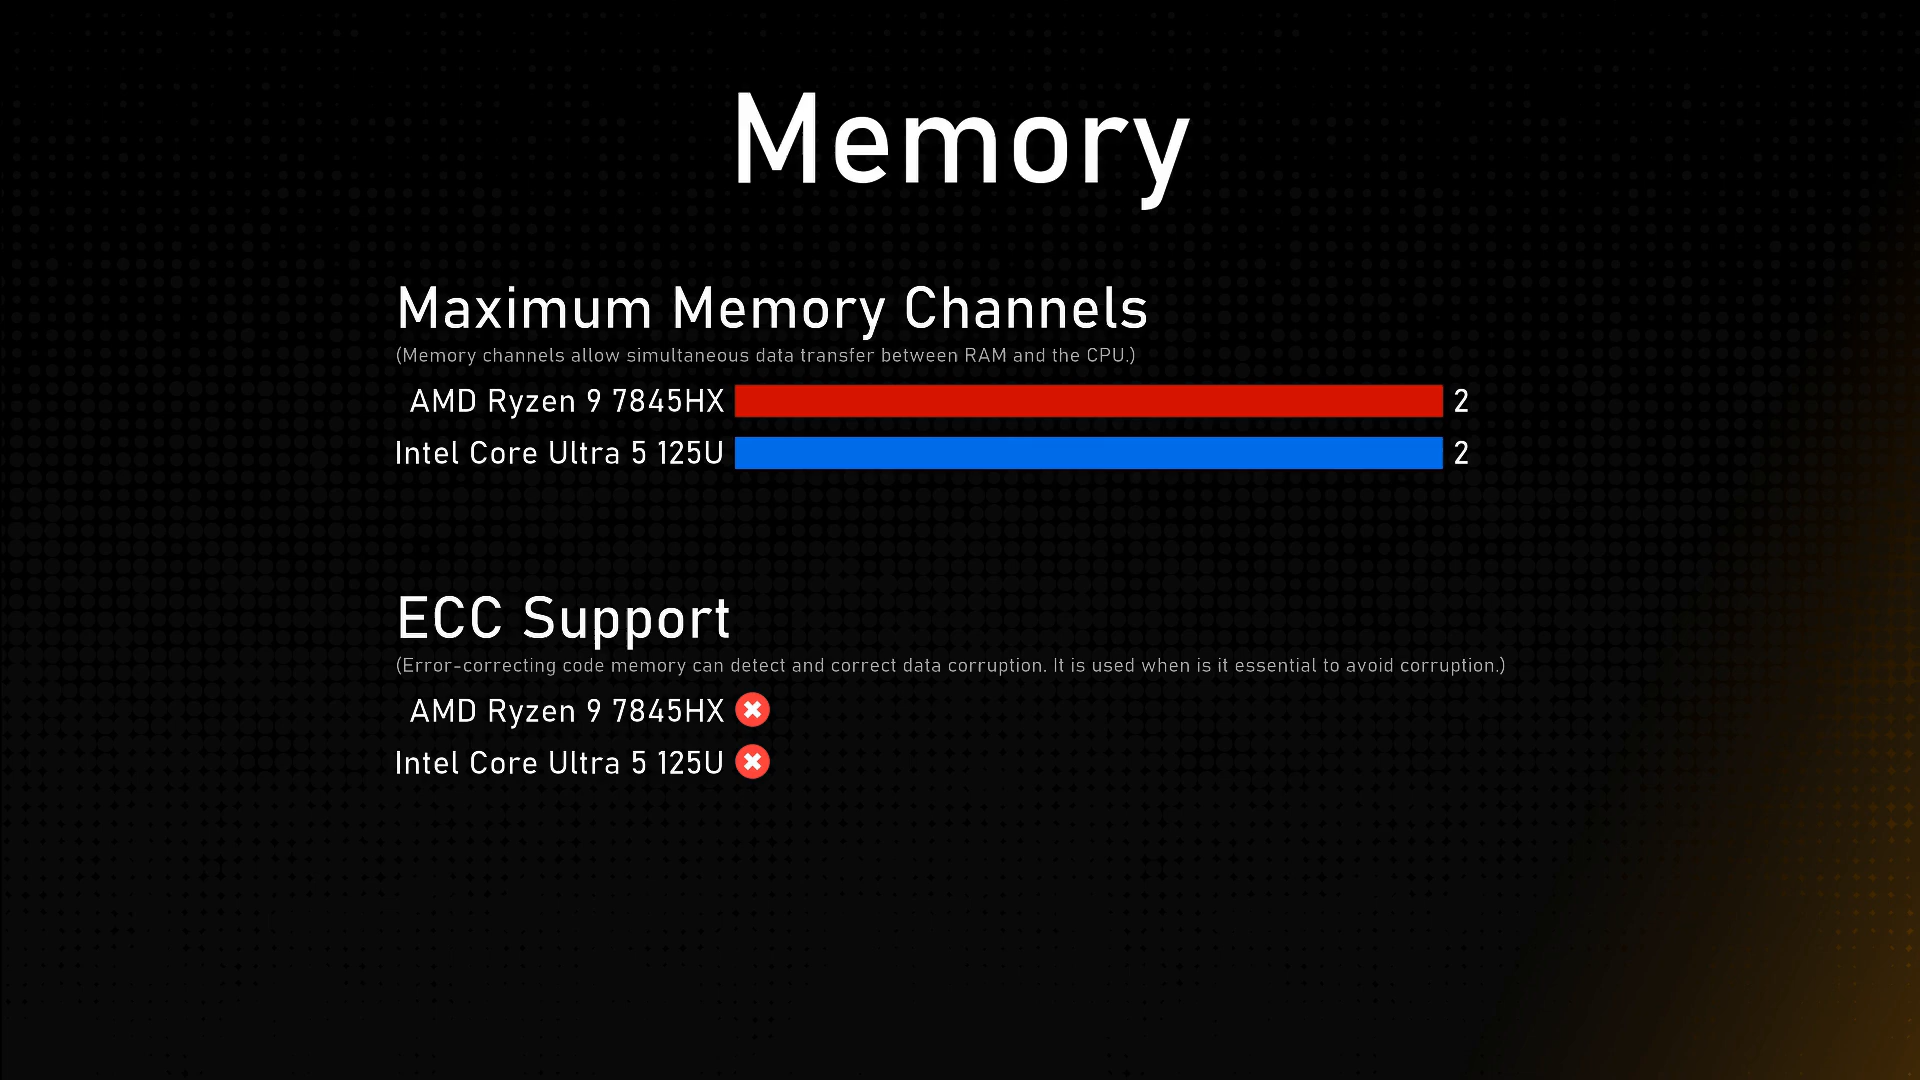 Memory
Maximum Memory Channels
(Memory channels allow simultaneous data transfer between RAM and the CPU.)
AMD Ryzen 9 7845HX 2
Intel Core Ultra 5 125U 2
ECC Support
(Error-correcting code memory can detect and correct data corruption. It is used when is it essential to avoid corruption.)
AMD Ryzen 9 7845HX
Intel Core Ultra 5 125U